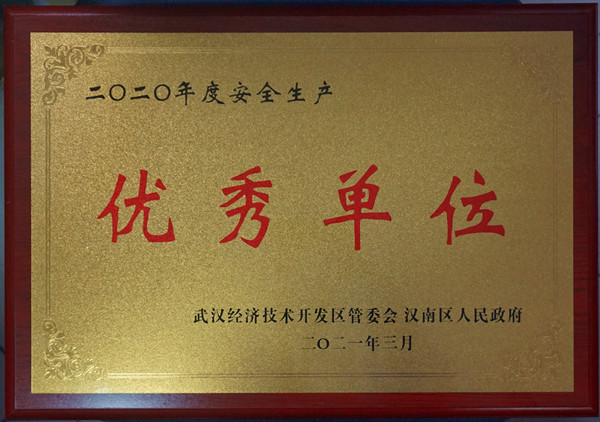 二〇二〇年度安全生产
优秀单位
武汉经济技术开发区管委会 汉南区人民政府
二〇二一年三月